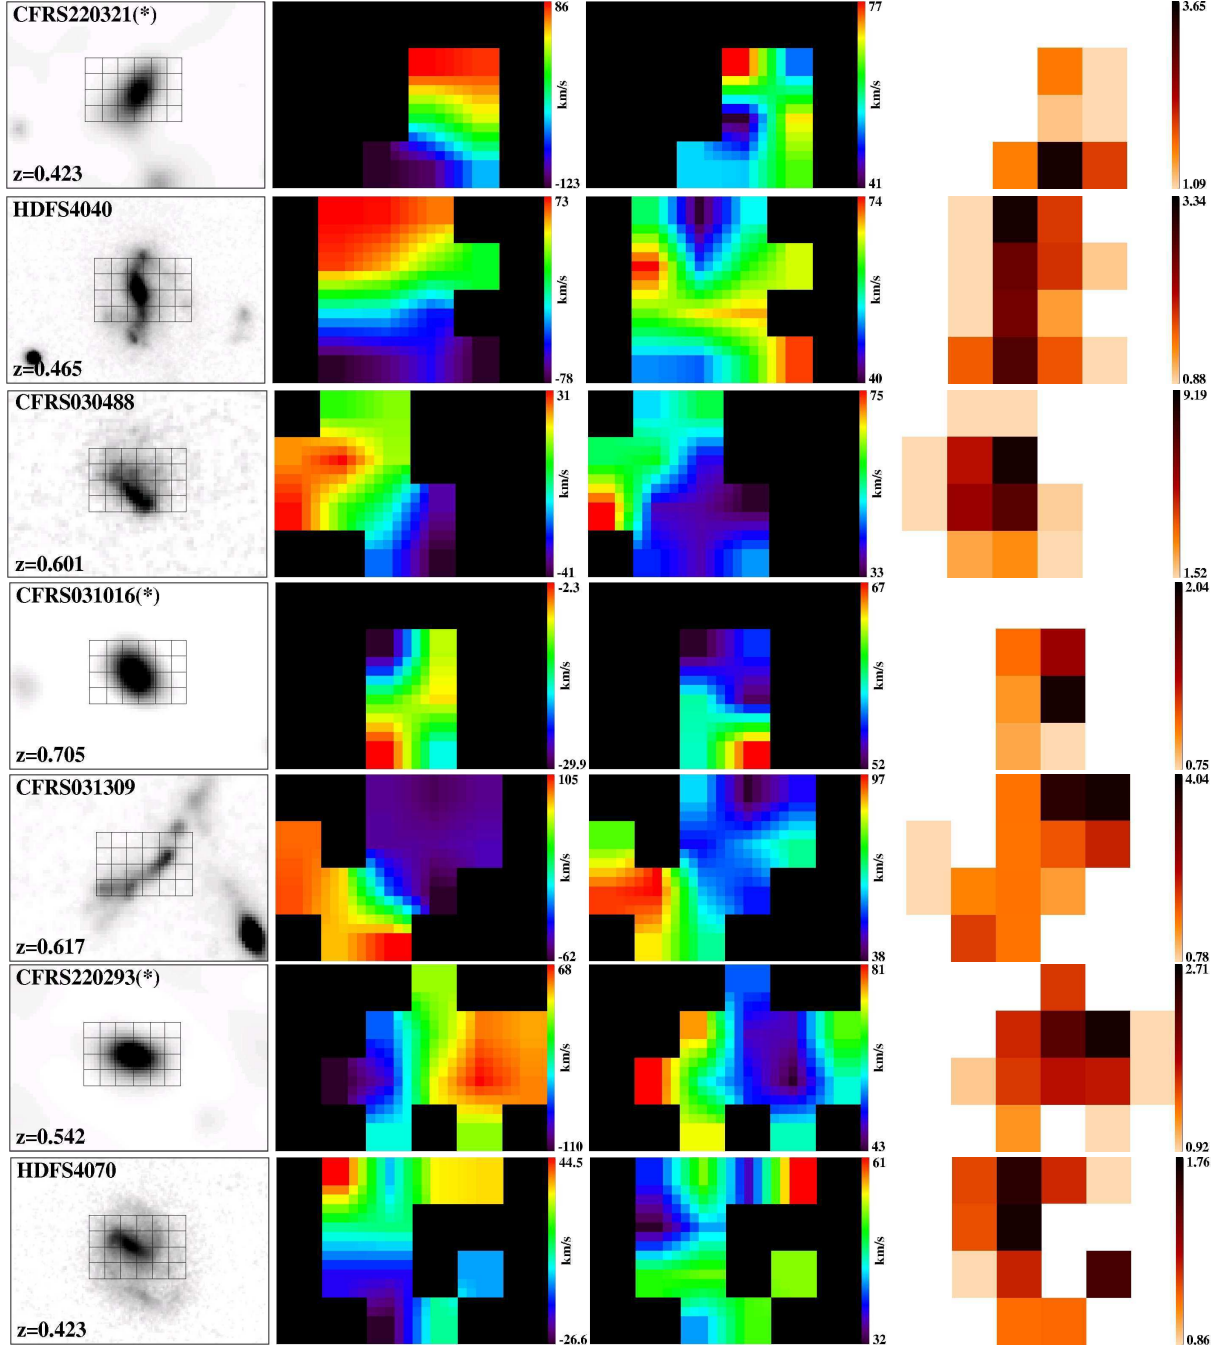 CFRS220321(*)
z=0.423
86
km/s
-123
77
km/s
41
3.65
1.09
HDFS4040
z=0.465
73
km/s
-78
74
km/s
40
3.34
0.88
CFRS030488
z=0.601
31
km/s
-41
75
km/s
33
9.19
1.52
CFRS031016(*)
z=0.705
-2.3
km/s
-29.9
67
km/s
52
2.04
0.75
CFRS031309
z=0.617
105
km/s
-62
97
km/s
38
4.04
0.78
CFRS220293(*)
z=0.542
68
km/s
-110
81
km/s
43
2.71
0.92
HDFS4070
z=0.423
44.5
km/s
-26.6
61
km/s
32
1.76
0.86